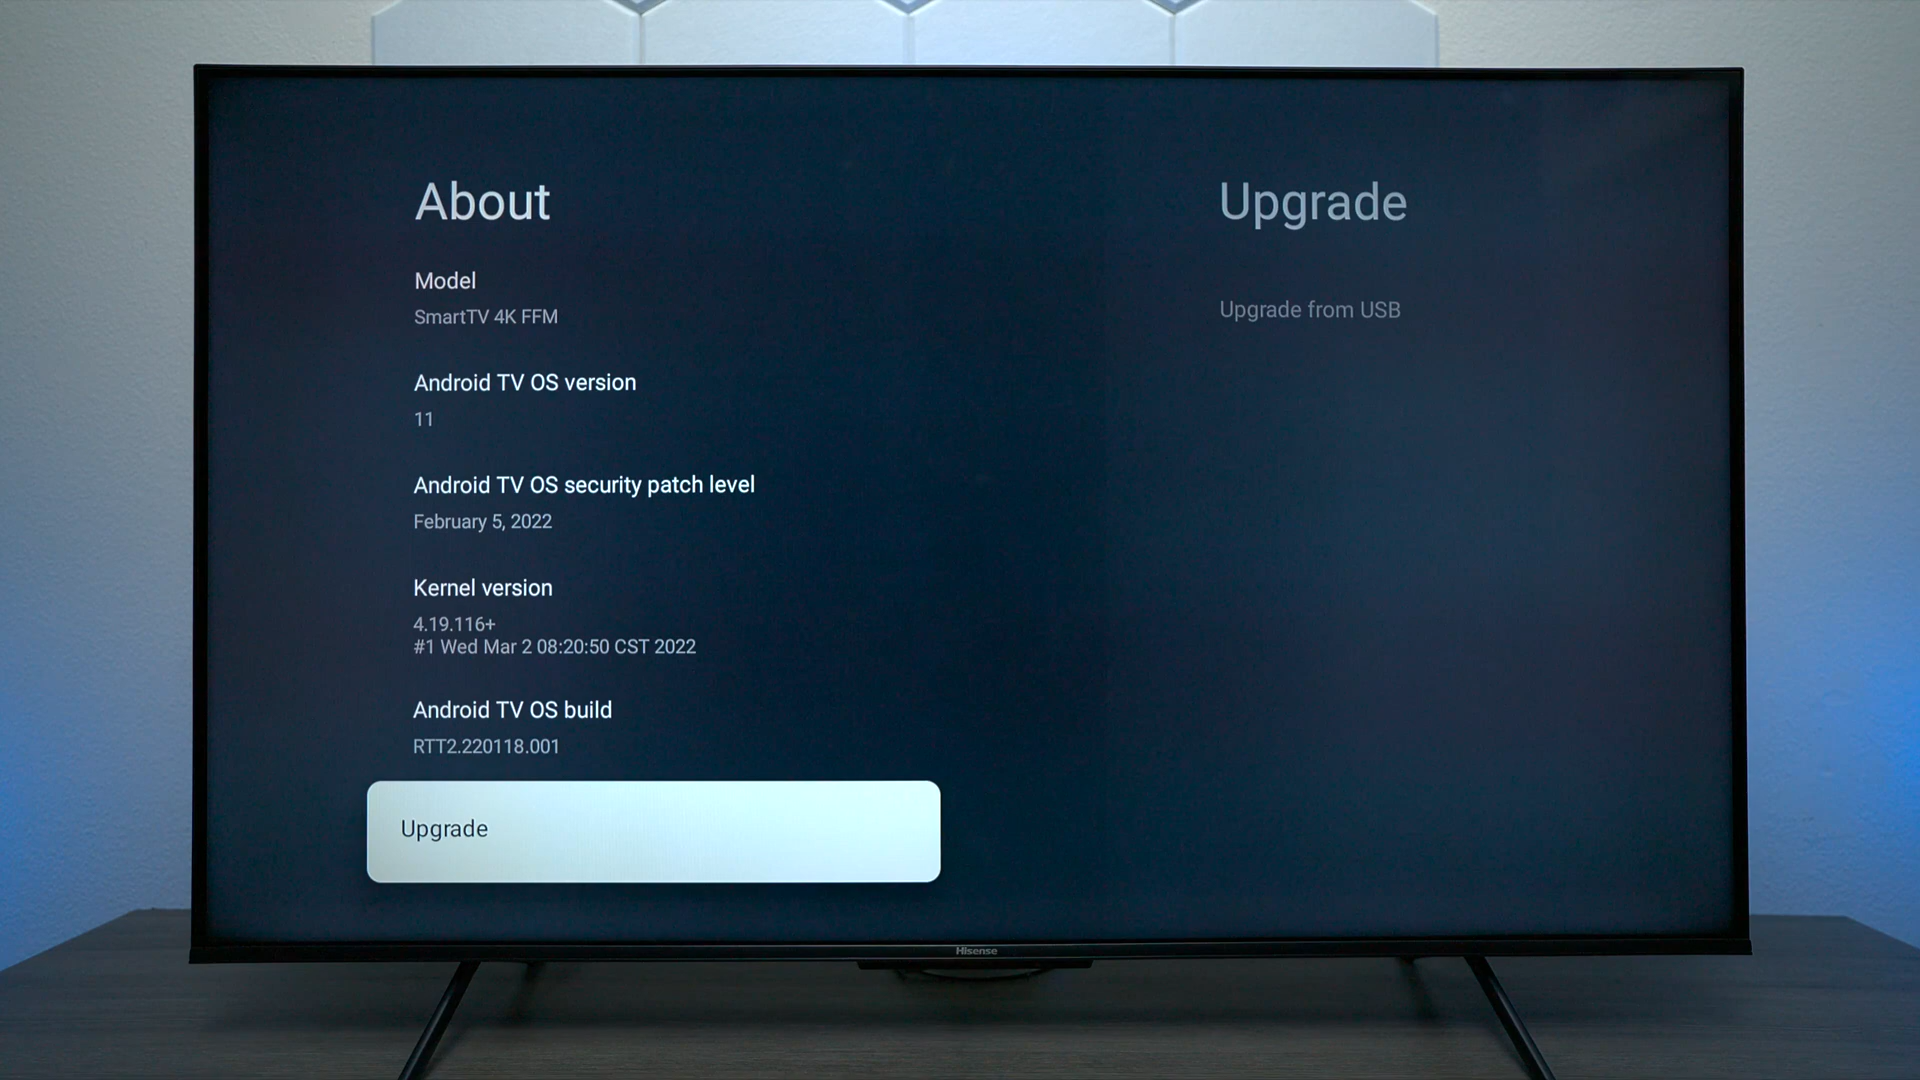 About
Model
SmartTV 4K FFM
Android TV OS version
11
Android TV OS security patch level
February 5, 2022
Kernel version
4.19.116+
#1 Wed Mar 2 08:20:50 CST 2022
Android TV OS build
RTT2.220118.001
Upgrade
Upgrade
Upgrade from USB
Hisense